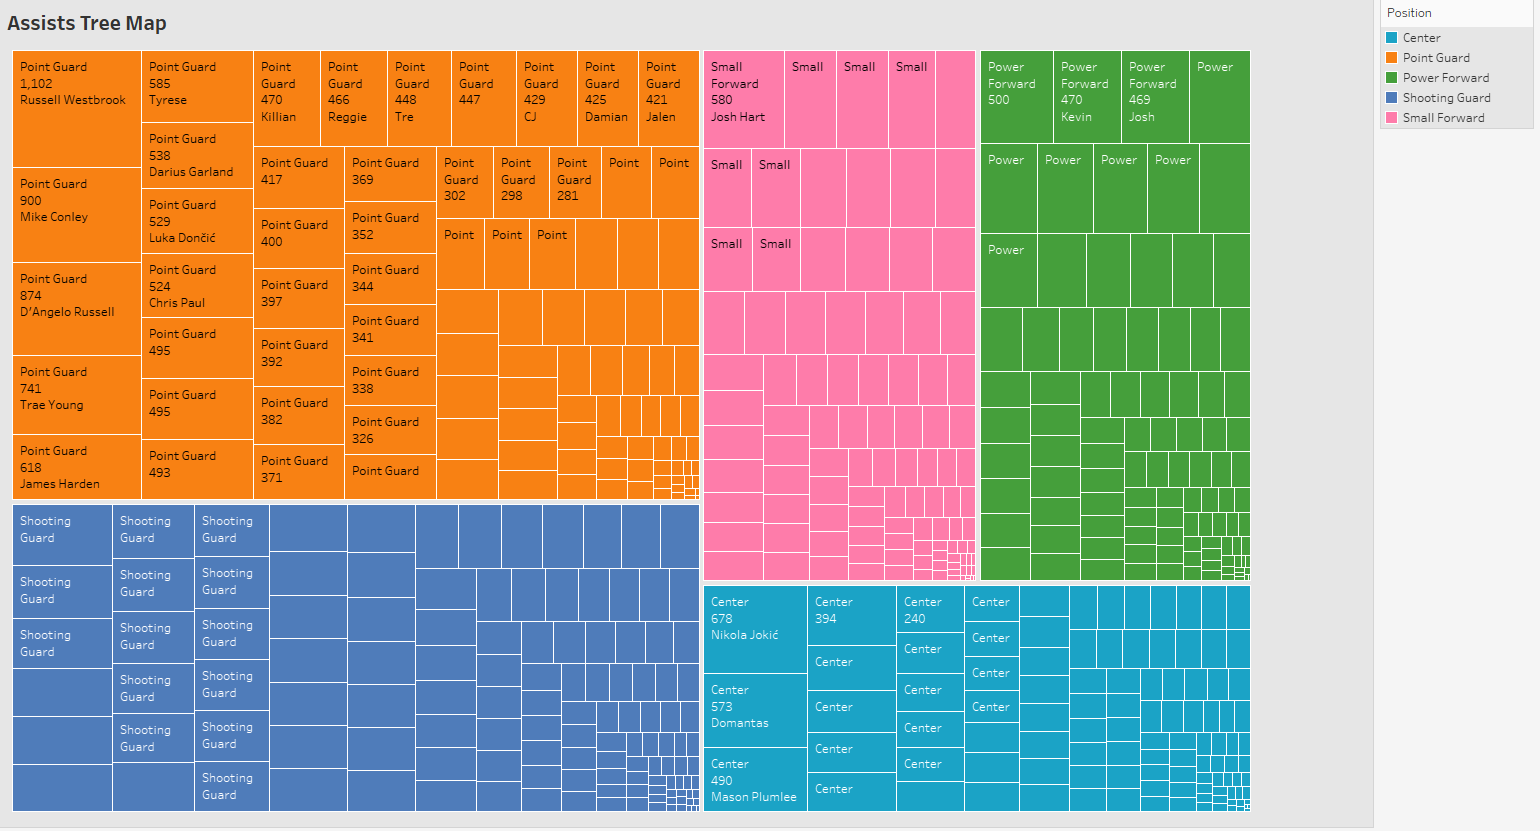 Assists Tree Map
Point Guard
1,102
Russell Westbrook
Point Guard
900
Mike Conley
Point Guard
874
D'Angelo Russell
Point Guard
741
Trae Young
Point Guard
618
James Harden
Point Guard
585
Tyrese
Point Guard
538
Darius Garland
Point Guard
529
Luka Dončić
Point Guard
524
Chris Paul
Point Guard
495
Point Guard
495
Point Guard
493
Point
Guard
470
Killian
Point
Guard
466
Reggie
Point
Guard
448
Tre
Point
Guard
447
Point
Guard
429
CJ
Point
Guard
425
Damian
Point
Guard
421
Jalen
Point Guard
417
Point Guard
400
Point Guard
397
Point Guard
392
Point Guard
382
Point Guard
371
Point Guard
369
Point Guard
352
Point Guard
344
Point Guard
341
Point Guard
338
Point Guard
326
Point Guard
Point
Guard
302
Point
Guard
298
Point
Guard
281
Point
Point
Point
Point
Point
Shooting
Guard
Shooting
Guard
Shooting
Guard
Shooting
Guard
Shooting
Guard
Shooting
Guard
Shooting
Guard
Shooting
Guard
Shooting
Guard
Shooting
Guard
Shooting
Guard
Shooting
Guard
Shooting
Guard
Shooting
Guard
Small
Forward
580
Josh Hart
Small
Small
Small
Small
Small
Small
Small
Power
Forward
500
Power
Forward
470
Kevin
Power
Forward
469
Josh
Power
Power
Power
Power
Power
Power
Center
678
Nikola Jokić
Center
573
Domantas
Center
490
Mason Plumlee
Center
394
Center
Center
Center
Center
Center
240
Center
Center
Center
Center
Center
Center
Center
Center
Position
Center
Point Guard
Power Forward
Shooting Guard
Small Forward